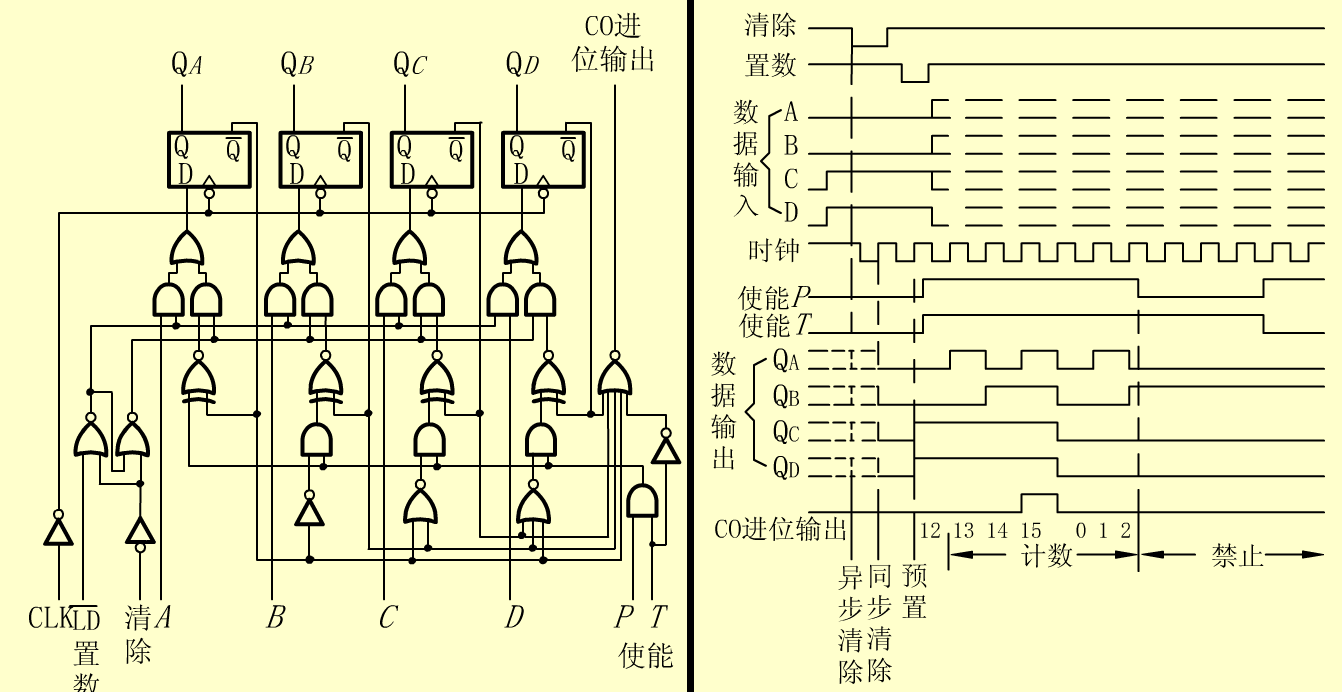 CO进
位输出
QA QB QC QD
Q Q̅ Q Q̅ Q Q̅ Q Q̅
D D D D
CLK L̅D̅ 清 A B C D P T
置 除 使能
数
清除
置数
数据输入
A
B
C
D
时钟
使能P
使能T
数据输出
QA
QB
QC
QD
CO进位输出
12 13 14 15 0 1 2
计数 禁止
异步清除
同步清除
预置